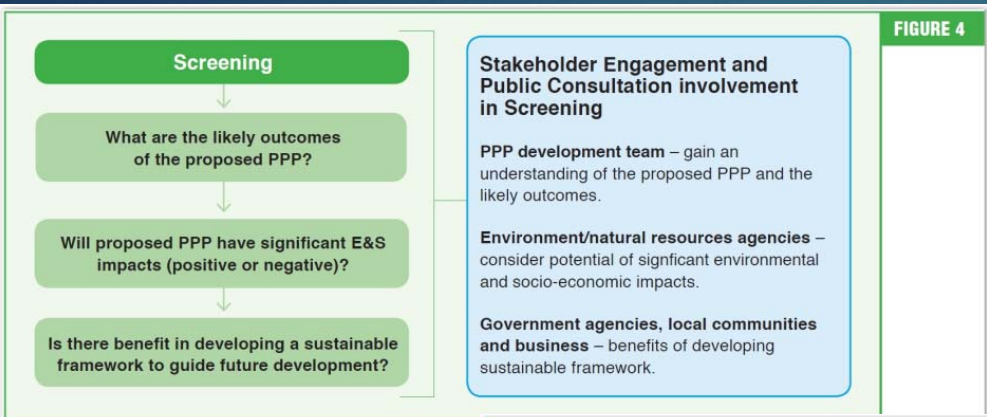 FIGURE 4
Screening
What are the likely outcomes
of the proposed PPP?
Will proposed PPP have significant E&S
impacts (positive or negative)?
Is there benefit in developing a sustainable
framework to guide future development?
Stakeholder Engagement and
Public Consultation involvement
in Screening
PPP development team – gain an
understanding of the proposed PPP and the
likely outcomes.
Environment/natural resources agencies –
consider potential of signficant environmental
and socio-economic impacts.
Government agencies, local communities
and business – benefits of developing
sustainable framework.